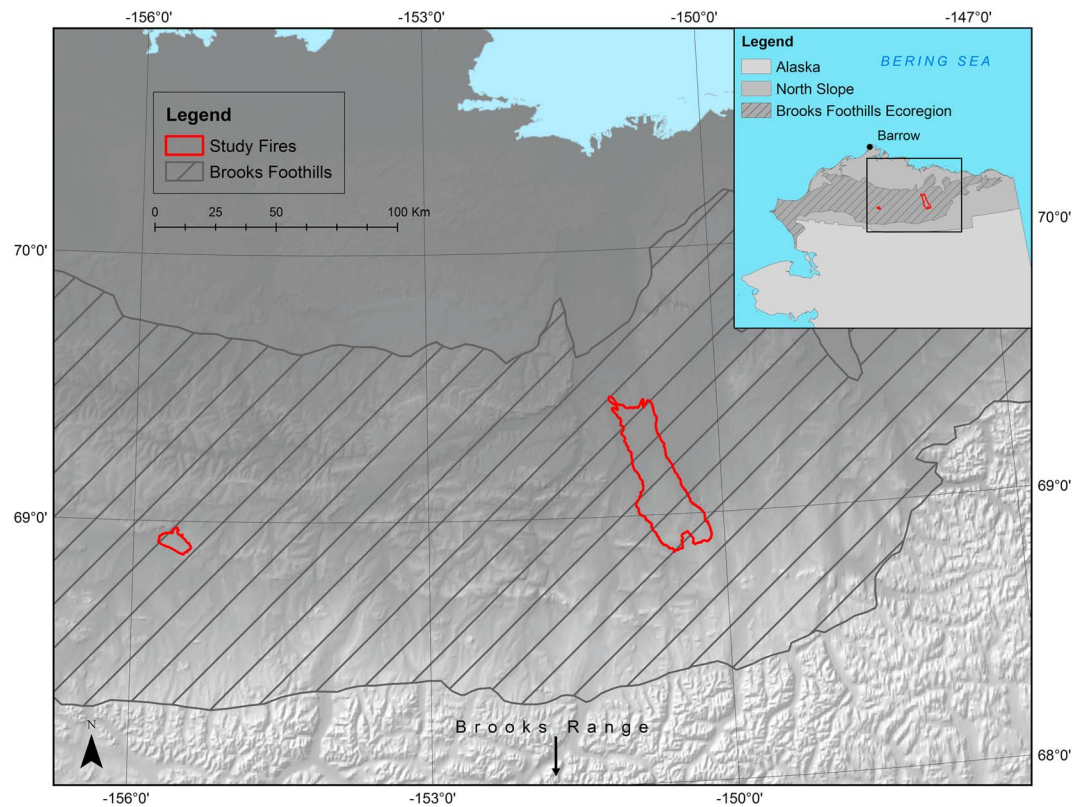 -156°0' -153°0' -150°0' -147°0'
Legend
Study Fires
Brooks Foothills
0 25 50 100 Km
Legend
Alaska
North Slope
Brooks Foothills Ecoregion
BERING SEA
Barrow
70°0' 70°0'
69°0' 69°0'
68°0'
N
Brooks Range
-156°0' -153°0' -150°0'